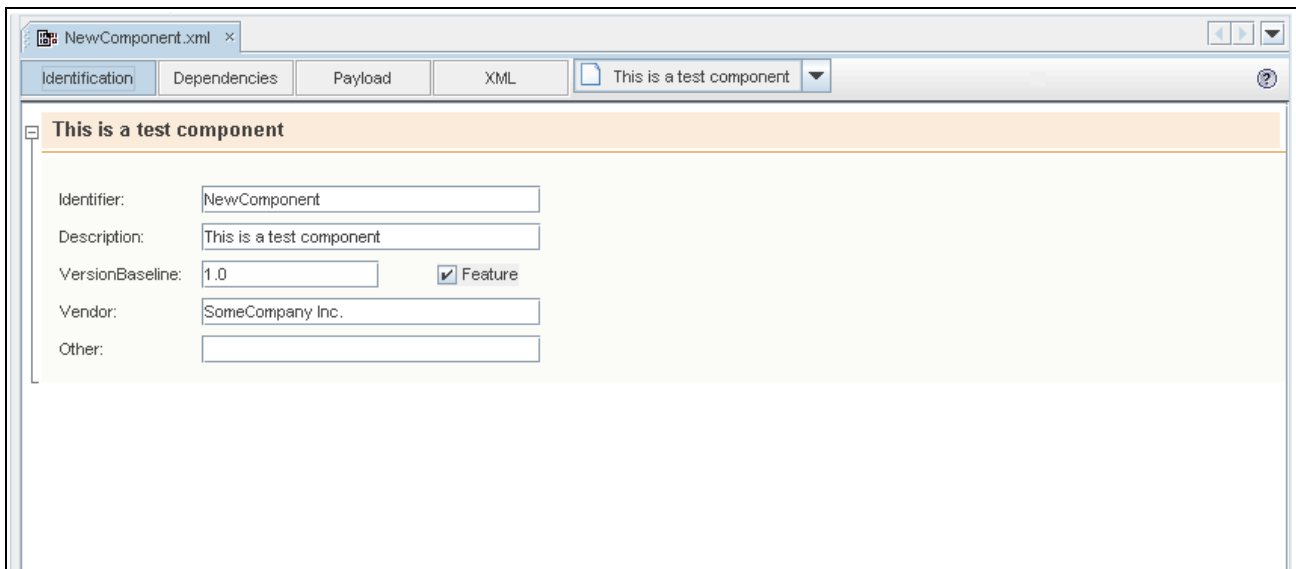 NewComponent.xml ×
Identification Dependencies Payload XML This is a test component
This is a test component
Identifier: NewComponent
Description: This is a test component
VersionBaseline: 1.0 Feature
Vendor: SomeCompany Inc.
Other: